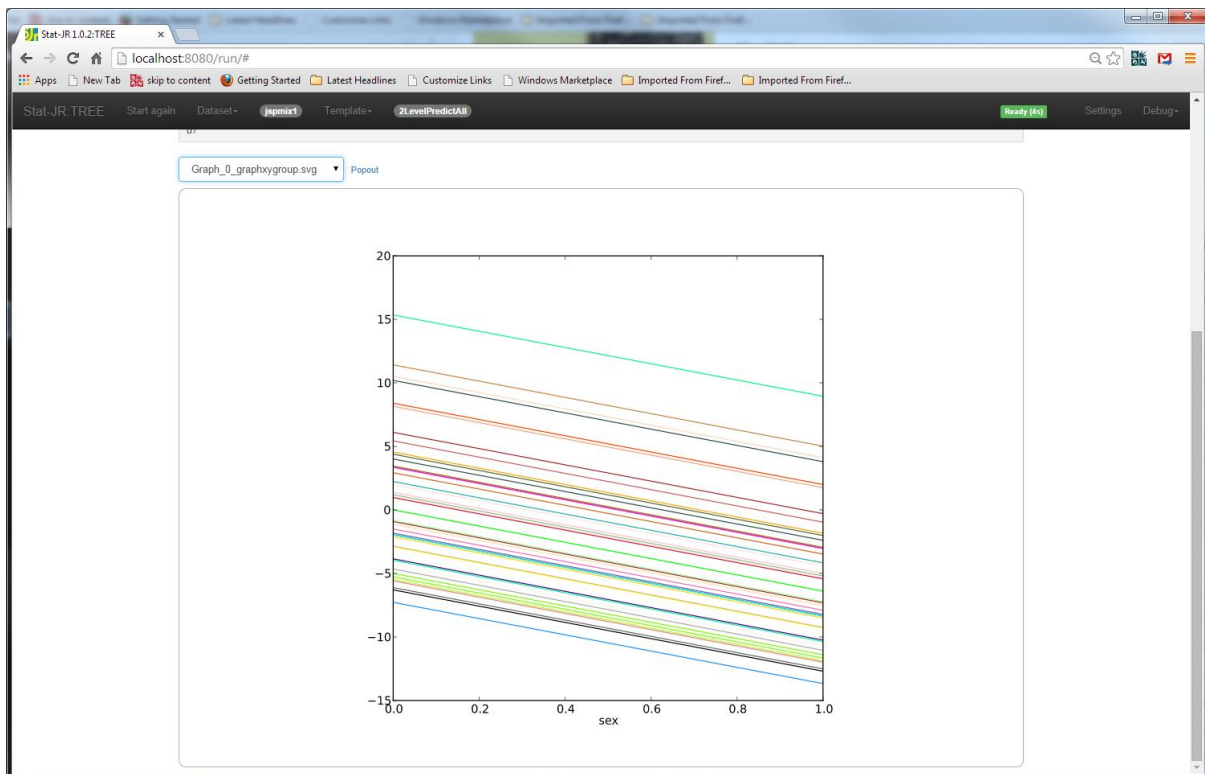 Stat-JR 1.0.2:TREE
localhost:8080/run/#
Apps New Tab skip to content Getting Started Latest Headlines Customize Links Windows Marketplace Imported From Firef... Imported From Firef...
Stat-JR:TREE Start again Dataset jspmix1 Template 2LevelPredictAll Ready (4s) Settings Debug
Graph_0_graphxygroup.svg Popout
20
15
10
5
0
−5
−10
−15
0.0 0.2 0.4 0.6 0.8 1.0
sex